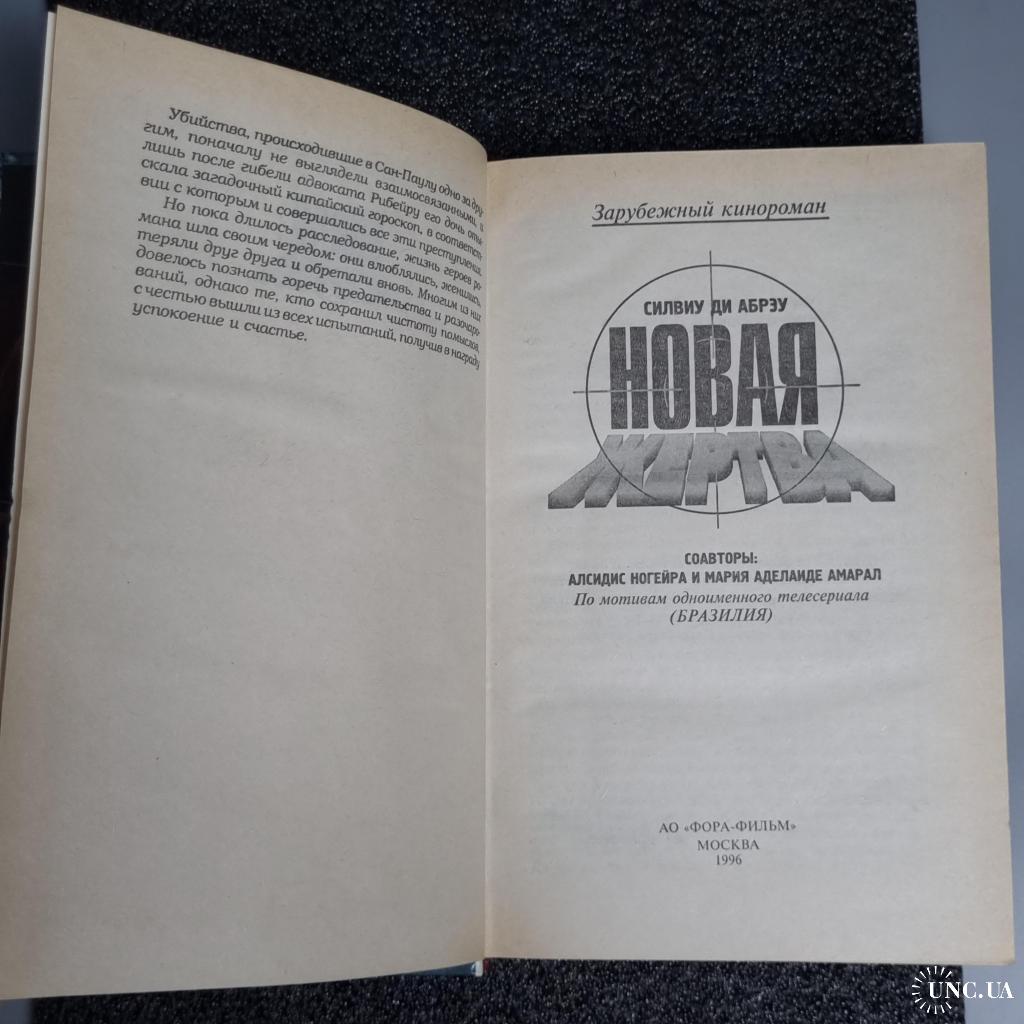 Убийства, происходившие в Сан-Паулу одно за дру-
гим, поначалу не выглядели взаимосвязанными, и
лишь после гибели адвоката Рибейру его дочь оты-
скала загадочный китайский гороскоп, в соответст-
вии с которым и совершались все эти преступления.
Но пока длилось расследование, жизнь героев ро-
мана шла своим чередом: они влюблялись, женились,
теряли друг друга и обретали вновь. Многим из них
довелось познать горечь предательства и разочаро-
ваний, однако те, кто сохранил чистоту помыслов,
с честью вышли из всех испытаний, получив в награду
успокоение и счастье.
Зарубежный кинороман
СИЛВИУ ДИ АБРЭУ
НОВАЯ
ЖЕРТВА
СОАВТОРЫ:
АЛСИДИС НОГЕЙРА И МАРИЯ АДЕЛАИДЕ АМАРАЛ
По мотивам одноименного телесериала
(БРАЗИЛИЯ)
АО «ФОРА-ФИЛЬМ»
МОСКВА
1996
UNC.UA